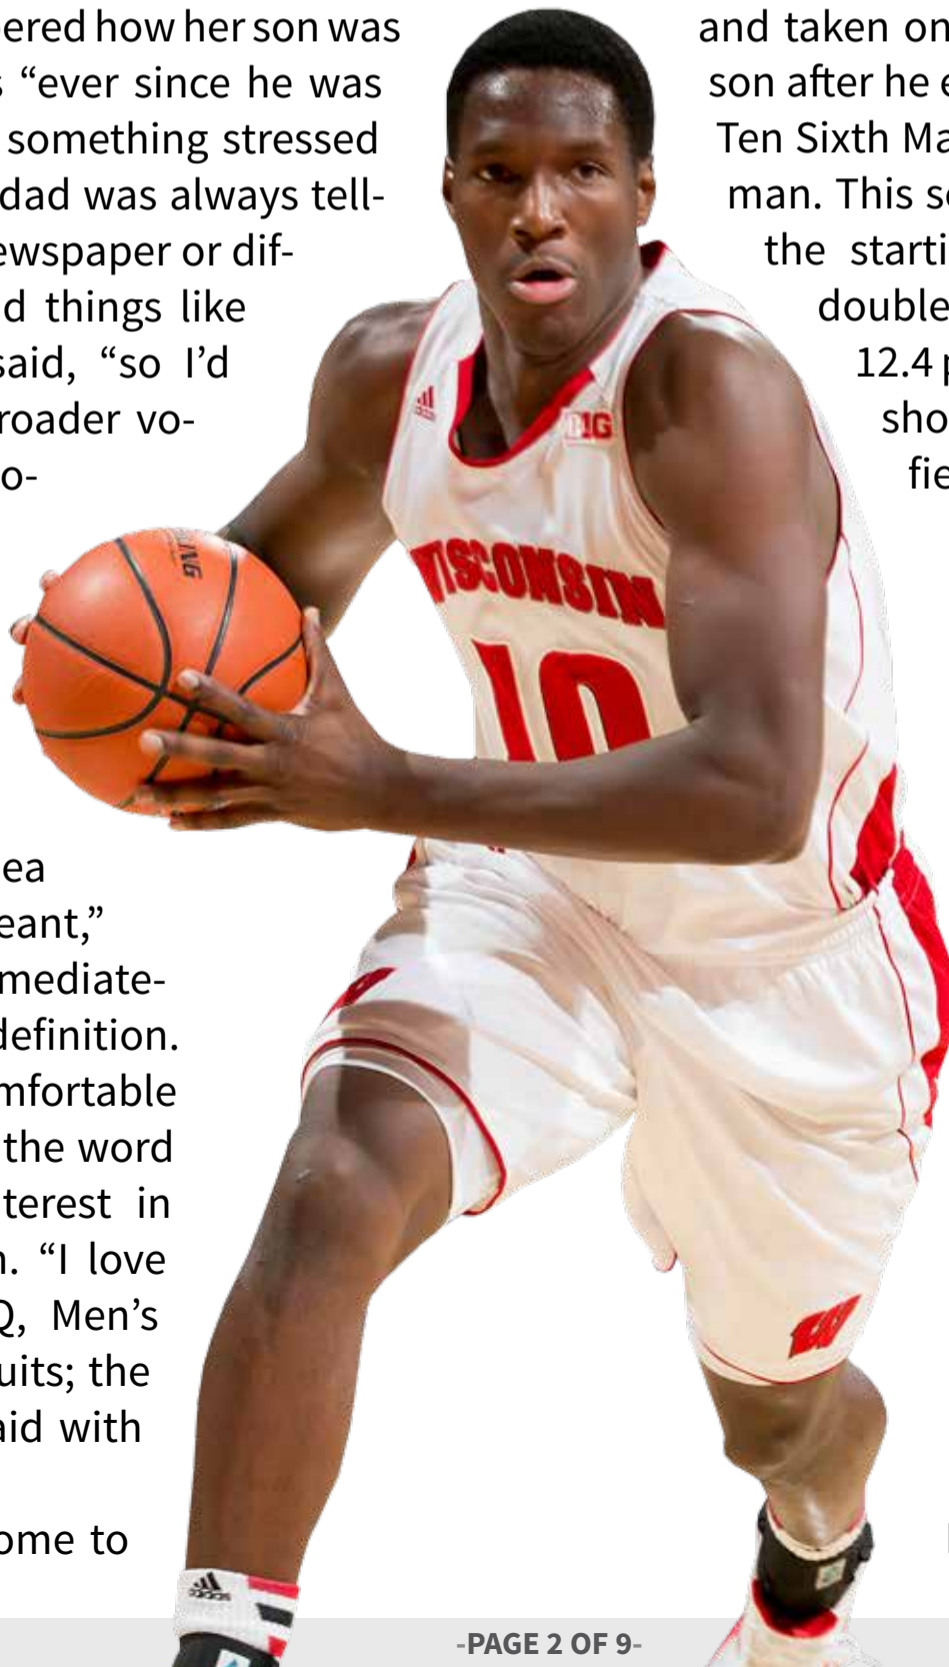 ered how her son was
“ever since he was
something stressed
dad was always tell-
ewspaper or dif-
d things like
said, “so I’d
roader vo-
o-
ea
eant,”
mediate-
definition.
mfortable
the word
terest in
n. “I love
Q, Men’s
uits; the
aid with
ome to
and taken on
son after he e
Ten Sixth Ma
man. This se
the starti
double
12.4 p
sho
fie
BIG
WISCONSIN
10
W
adidas
-PAGE 2 OF 9-